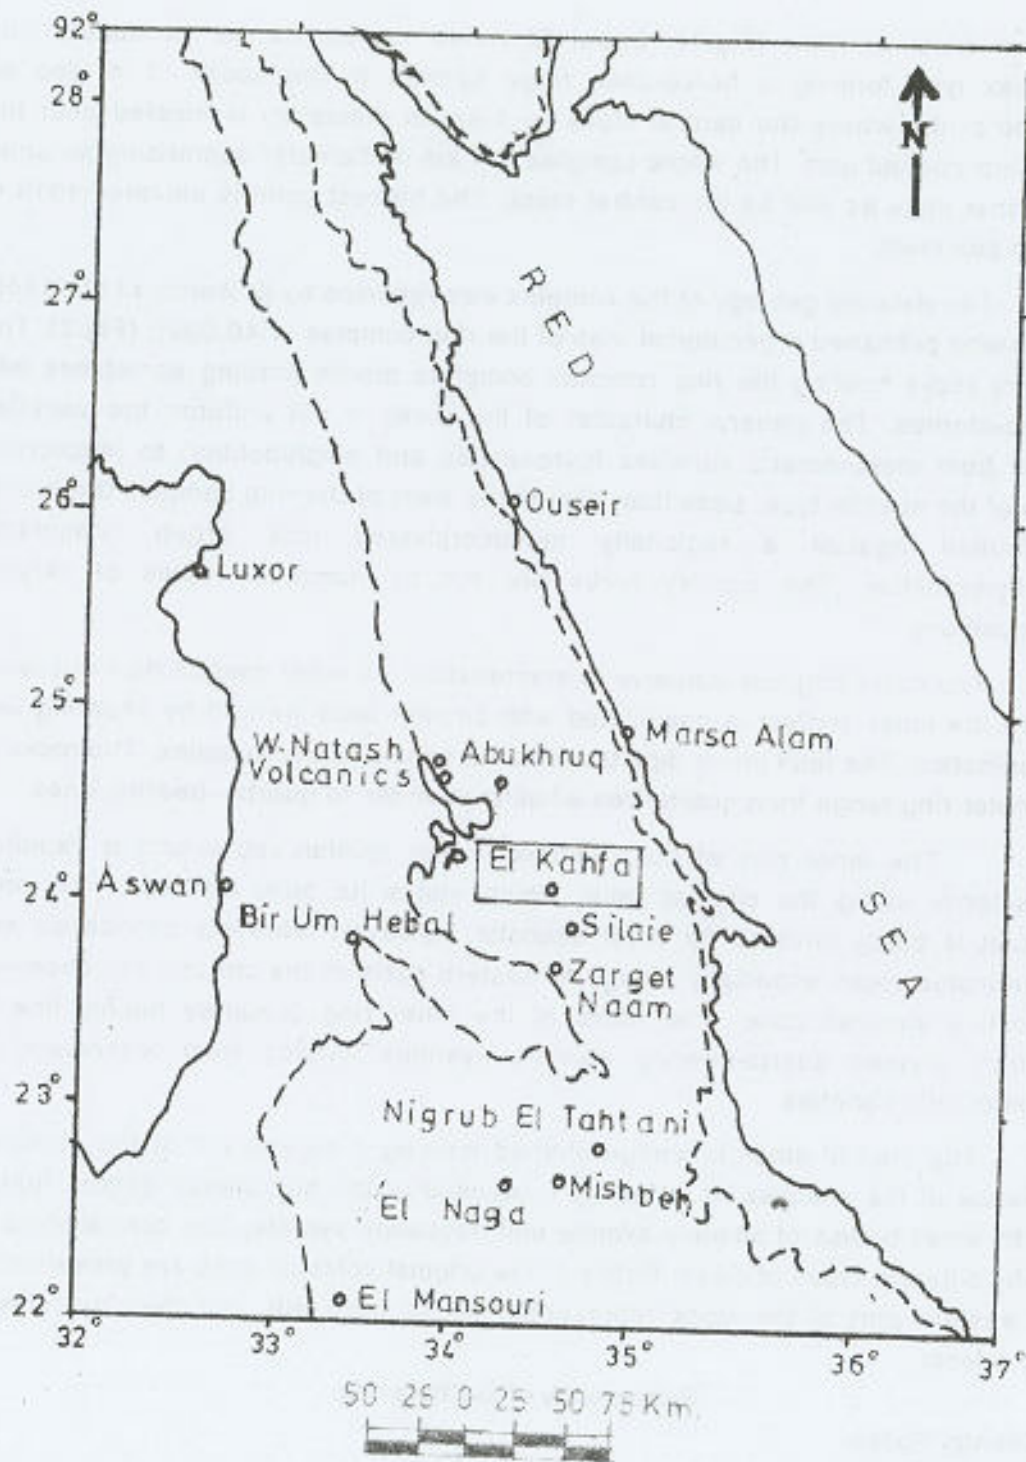 92°
28°
N
RED
27°
26°
Ouseir
Luxor
25°
Marsa Alam
W.Natash
Volcanics
Abukhruq
El Kahfa
24°
Aswan
SEA
Bir Um Hebal
Silaie
Zarget
Naam
23°
Nigrub El Tahtani
Mishbeh
El Naga
El Mansouri
22°
32° 33° 34° 35° 36° 37°
50 25 0 25 50 75 Km.